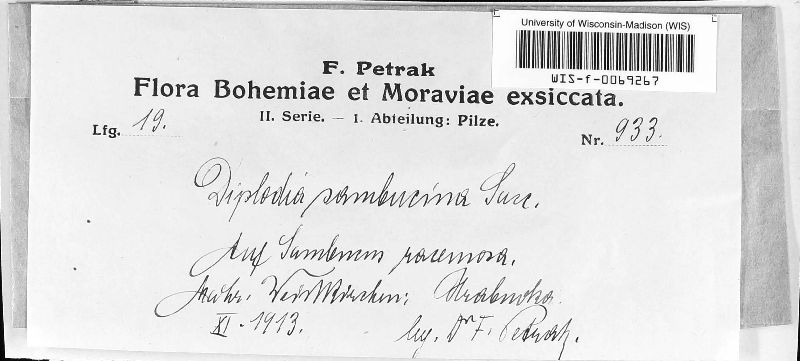 University of Wisconsin-Madison (WIS)
WIS-f-0069267
F. Petrak
Flora Bohemiae et Moraviae exsiccata.
II. Serie. — 1. Abteilung: Pilze.
Lfg. 19.
Nr. 933.
Diplodia sambucina Sacc.
Auf Sambucus racemosa.
Mähr. Weisskirchen: Hrabuvka
XI. 1913. leg. Dr F. Petrak.